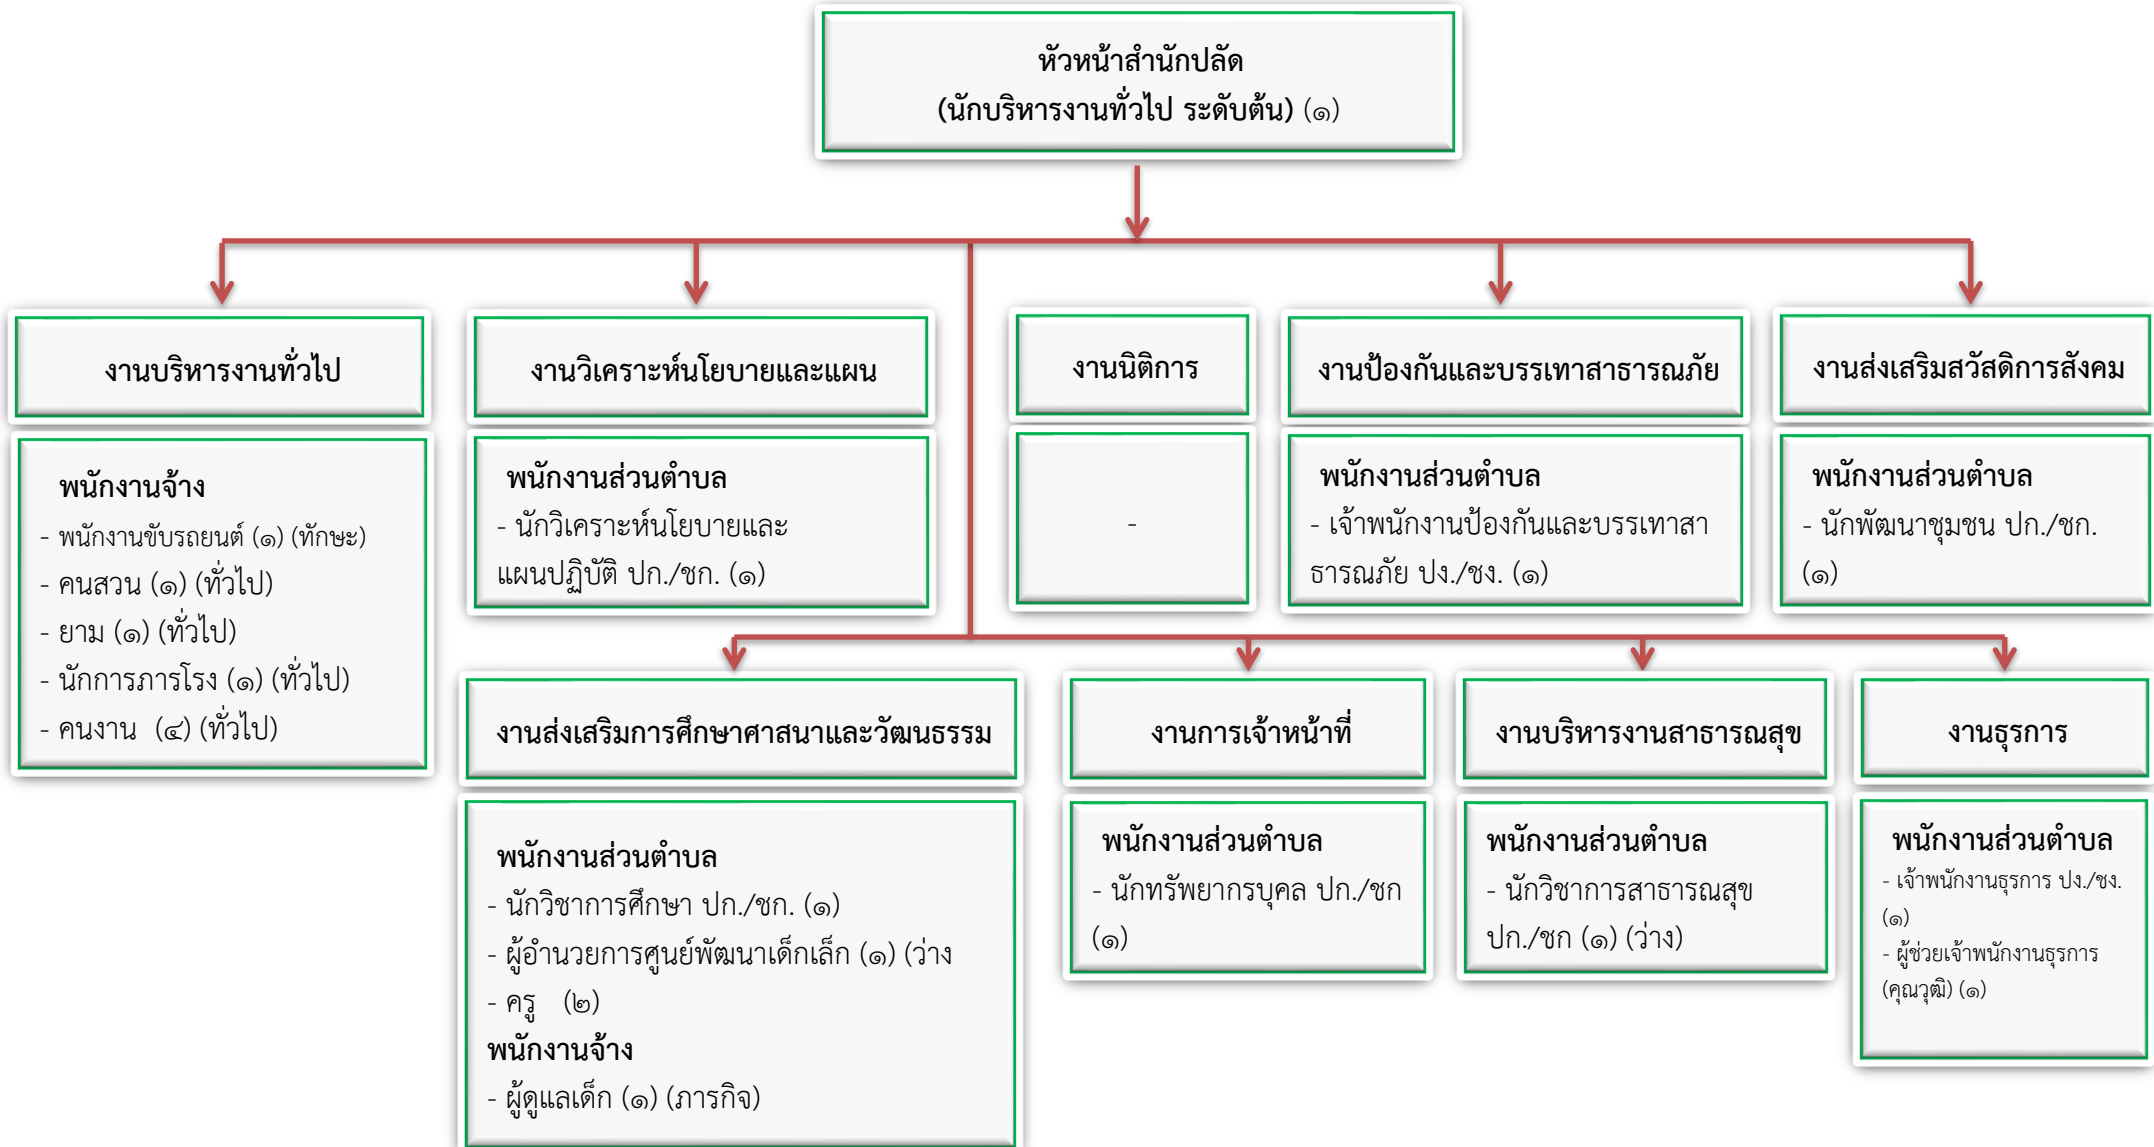 หัวหน้าสำนักปลัด
(นักบริหารงานทั่วไป ระดับต้น) (๑)
งานบริหารงานทั่วไป
พนักงานจ้าง
- พนักงานขับรถยนต์ (๑) (ทักษะ)
- คนสวน (๑) (ทั่วไป)
- ยาม (๑) (ทั่วไป)
- นักการภารโรง (๑) (ทั่วไป)
- คนงาน (๔) (ทั่วไป)
งานวิเคราะห์นโยบายและแผน
พนักงานส่วนตำบล
- นักวิเคราะห์นโยบายและ
แผนปฏิบัติ ปก./ชก. (๑)
งานนิติการ
-
งานป้องกันและบรรเทาสาธารณภัย
พนักงานส่วนตำบล
- เจ้าพนักงานป้องกันและบรรเทาสา
ธารณภัย ปง./ชง. (๑)
งานส่งเสริมสวัสดิการสังคม
พนักงานส่วนตำบล
- นักพัฒนาชุมชน ปก./ชก.
(๑)
งานส่งเสริมการศึกษาศาสนาและวัฒนธรรม
พนักงานส่วนตำบล
- นักวิชาการศึกษา ปก./ชก. (๑)
- ผู้อำนวยการศูนย์พัฒนาเด็กเล็ก (๑) (ว่าง
- ครู (๒)
พนักงานจ้าง
- ผู้ดูแลเด็ก (๑) (ภารกิจ)
งานการเจ้าหน้าที่
พนักงานส่วนตำบล
- นักทรัพยากรบุคล ปก./ชก
(๑)
งานบริหารงานสาธารณสุข
พนักงานส่วนตำบล
- นักวิชาการสาธารณสุข
ปก./ชก (๑) (ว่าง)
งานธุรการ
พนักงานส่วนตำบล
- เจ้าพนักงานธุรการ ปง./ชง.
(๑)
- ผู้ช่วยเจ้าพนักงานธุรการ
(คุณวุฒิ) (๑)